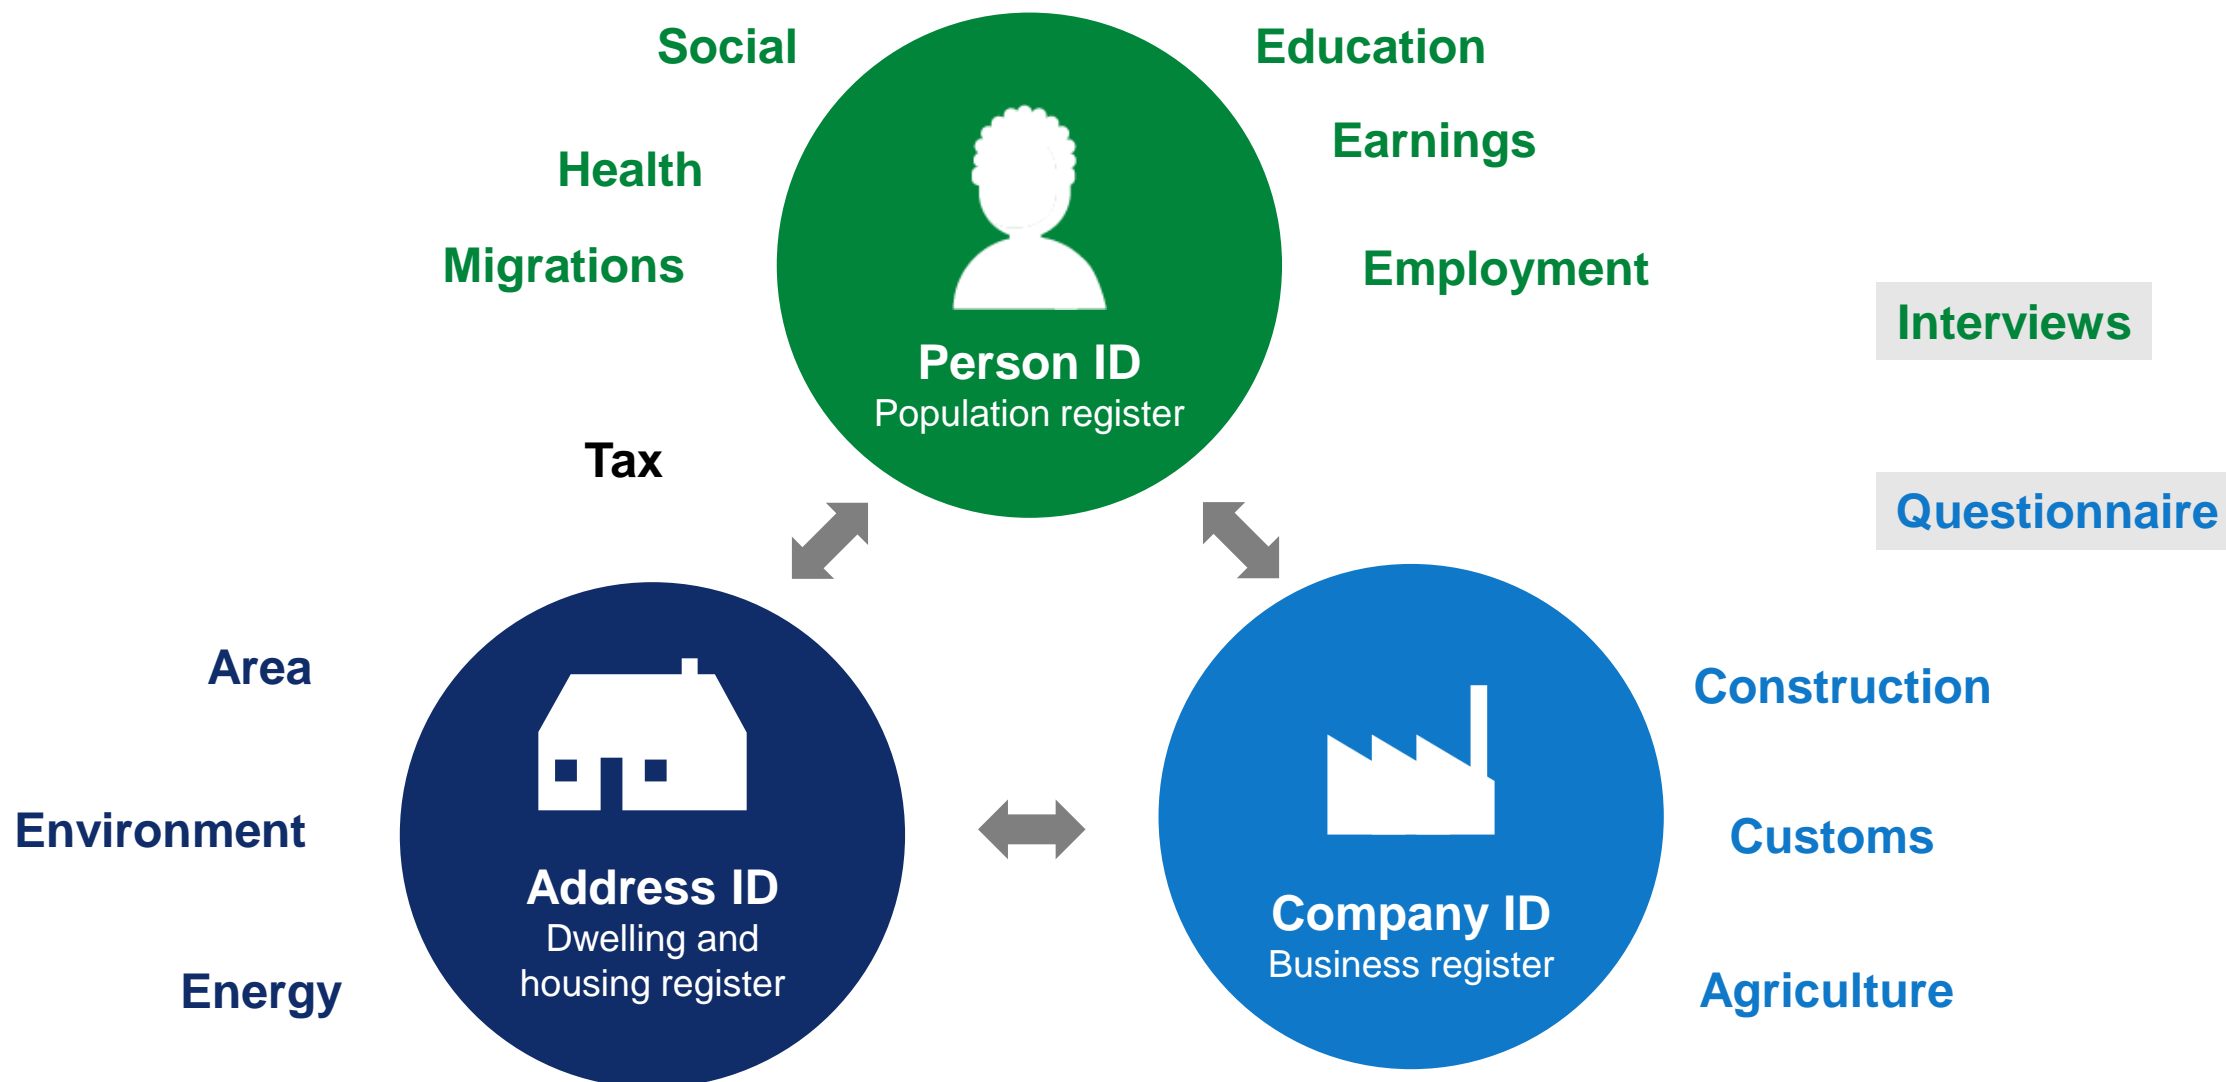 Social
Education
Earnings
Health
Migrations
Employment
Interviews
Person ID
Population register
Tax
Questionnaire
Area
Construction
Environment
Customs
Address ID
Dwelling and
housing register
Company ID
Business register
Energy
Agriculture